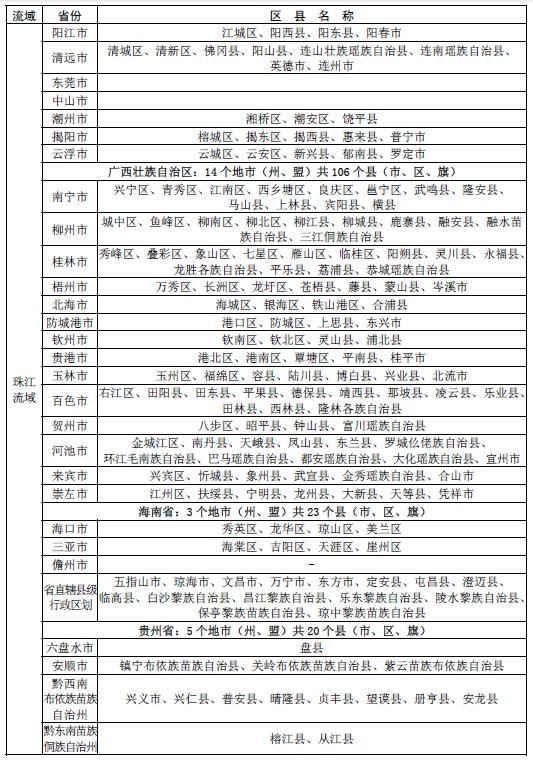 流域 省份 区 县 名 称
阳江市 江城区、阳西县、阳东县、阳春市
清远市 清城区、清新区、佛冈县、阳山县、连山壮族瑶族自治县、连南瑶族自治县、
英德市、连州市
东莞市
中山市
潮州市 湘桥区、潮安区、饶平县
揭阳市 榕城区、揭东区、揭西县、惠来县、普宁市
云浮市 云城区、云安区、新兴县、郁南县、罗定市
广西壮族自治区：14 个地市（州、盟）共 106 个县（市、区、旗）
南宁市 兴宁区、青秀区、江南区、西乡塘区、良庆区、邕宁区、武鸣县、隆安县、
马山县、上林县、宾阳县、横县
柳州市 城中区、鱼峰区、柳南区、柳北区、柳江县、柳城县、鹿寨县、融安县、融水苗
族自治县、三江侗族自治县
桂林市 秀峰区、叠彩区、象山区、七星区、雁山区、临桂区、阳朔县、灵川县、永福县、
龙胜各族自治县、平乐县、荔浦县、恭城瑶族自治县
梧州市 万秀区、长洲区、龙圩区、苍梧县、藤县、蒙山县、岑溪市
北海市 海城区、银海区、铁山港区、合浦县
防城港市 港口区、防城区、上思县、东兴市
钦州市 钦南区、钦北区、灵山县、浦北县
贵港市 港北区、港南区、覃塘区、平南县、桂平市
玉林市 玉州区、福绵区、容县、陆川县、博白县、兴业县、北流市
珠江
流域
百色市 右江区、田阳县、田东县、平果县、德保县、靖西县、那坡县、凌云县、乐业县、
田林县、西林县、隆林各族自治县
贺州市 八步区、昭平县、钟山县、富川瑶族自治县
河池市 金城江区、南丹县、天峨县、凤山县、东兰县、罗城仫佬族自治县、
环江毛南族自治县、巴马瑶族自治县、都安瑶族自治县、大化瑶族自治县、宜州市
来宾市 兴宾区、忻城县、象州县、武宣县、金秀瑶族自治县、合山市
崇左市 江州区、扶绥县、宁明县、龙州县、大新县、天等县、凭祥市
海南省：3 个地市（州、盟）共 23 个县（市、区、旗）
海口市 秀英区、龙华区、琼山区、美兰区
三亚市 海棠区、吉阳区、天涯区、崖州区
儋州市 -
省直辖县级
行政区划
五指山市、琼海市、文昌市、万宁市、东方市、定安县、屯昌县、澄迈县、
临高县、白沙黎族自治县、昌江黎族自治县、乐东黎族自治县、陵水黎族自治县、
保亭黎族苗族自治县、琼中黎族苗族自治县
贵州省：5 个地市（州、盟）共 20 个县（市、区、旗）
六盘水市 盘县
安顺市 镇宁布依族苗族自治县、关岭布依族苗族自治县、紫云苗族布依族自治县
黔西南
布依族苗族
自治州
兴义市、兴仁县、普安县、晴隆县、贞丰县、望谟县、册亨县、安龙县
黔东南苗族
侗族自治州
榕江县、从江县